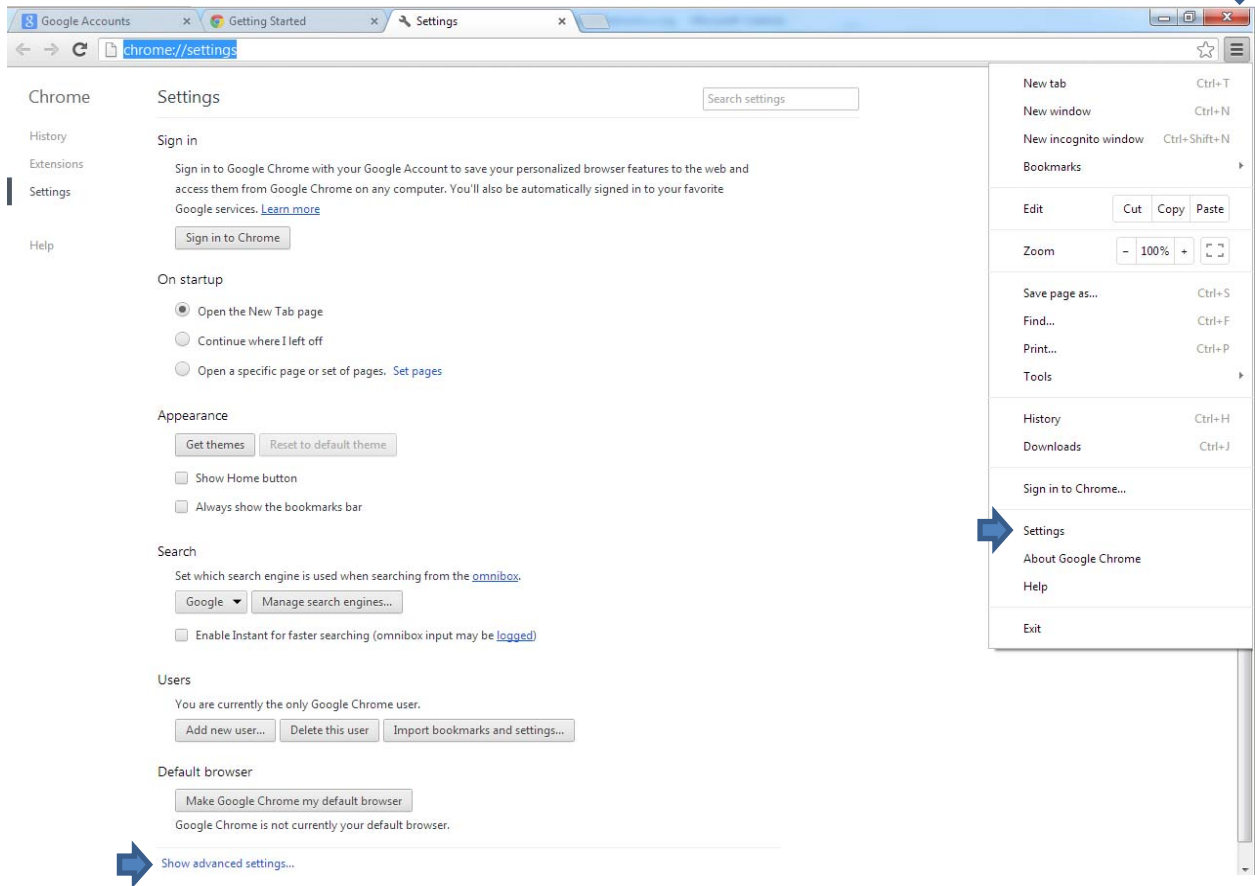 Google Accounts
Getting Started
Settings
chrome://settings
Chrome
History
Extensions
Settings
Help
Settings
Search settings
Sign in
Sign in to Google Chrome with your Google Account to save your personalized browser features to the web and
access them from Google Chrome on any computer. You'll also be automatically signed in to your favorite
Google services. Learn more
Sign in to Chrome
On startup
Open the New Tab page
Continue where I left off
Open a specific page or set of pages. Set pages
Appearance
Get themes Reset to default theme
Show Home button
Always show the bookmarks bar
Search
Set which search engine is used when searching from the omnibox.
Google Manage search engines...
Enable Instant for faster searching (omnibox input may be logged)
Users
You are currently the only Google Chrome user.
Add new user... Delete this user Import bookmarks and settings...
Default browser
Make Google Chrome my default browser
Google Chrome is not currently your default browser.
Show advanced settings...
New tab Ctrl+T
New window Ctrl+N
New incognito window Ctrl+Shift+N
Bookmarks
Edit Cut Copy Paste
Zoom - 100% +
Save page as... Ctrl+S
Find... Ctrl+F
Print... Ctrl+P
Tools
History Ctrl+H
Downloads Ctrl+J
Sign in to Chrome...
Settings
About Google Chrome
Help
Exit